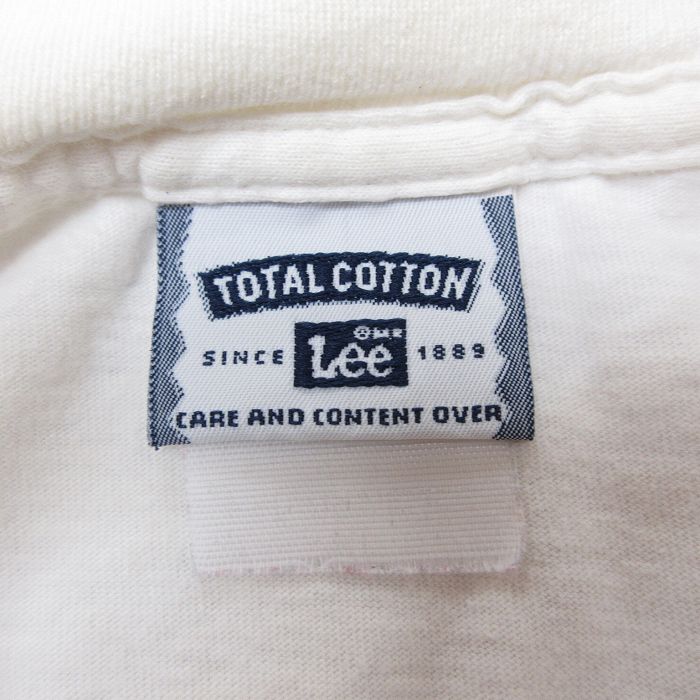 TOTAL COTTON
Lee
SINCE 1889
CARE AND CONTENT OVER